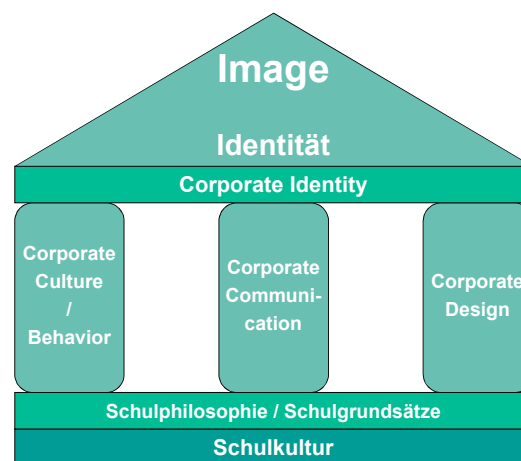 Image
Identität
Corporate Identity
Corporate
Culture
/
Behavior
Corporate
Communi-
cation
Corporate
Design
Schulphilosophie / Schulgrundsätze
Schulkultur